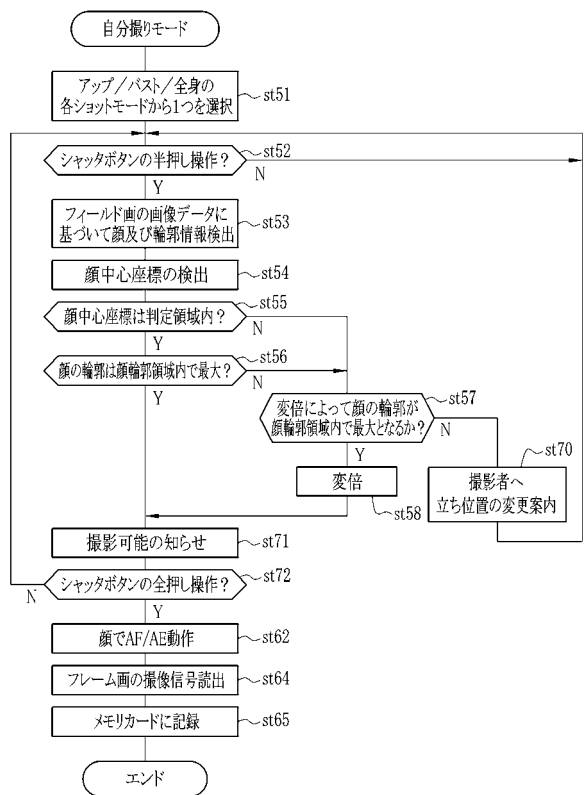 自分撮りモード
アップ/バスト/全身の
各ショットモードから1つを選択
st51
シャッタボタンの半押し操作?
st52
N
Y
フィールド画の画像データに
基づいて顔及び輪郭情報検出
st53
顔中心座標の検出
st54
顔中心座標は判定領域内?
st55
N
Y
顔の輪郭は顔輪郭領域内で最大?
st56
N
Y
変倍によって顔の輪郭が
顔輪郭領域内で最大となるか?
st57
N
Y
変倍
st58
撮影者へ
立ち位置の変更案内
st70
撮影可能の知らせ
st71
シャッタボタンの全押し操作?
st72
N
Y
顔でAF/AE動作
st62
フレーム画の撮像信号読出
st64
メモリカードに記録
st65
エンド